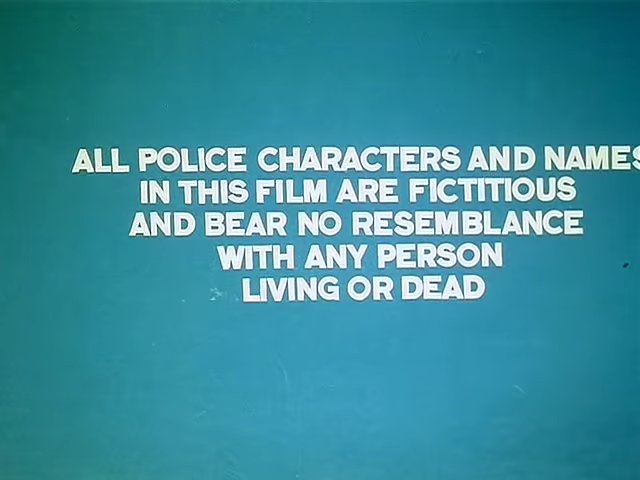 ALL POLICE CHARACTERS AND NAMES
IN THIS FILM ARE FICTITIOUS
AND BEAR NO RESEMBLANCE
WITH ANY PERSON
LIVING OR DEAD